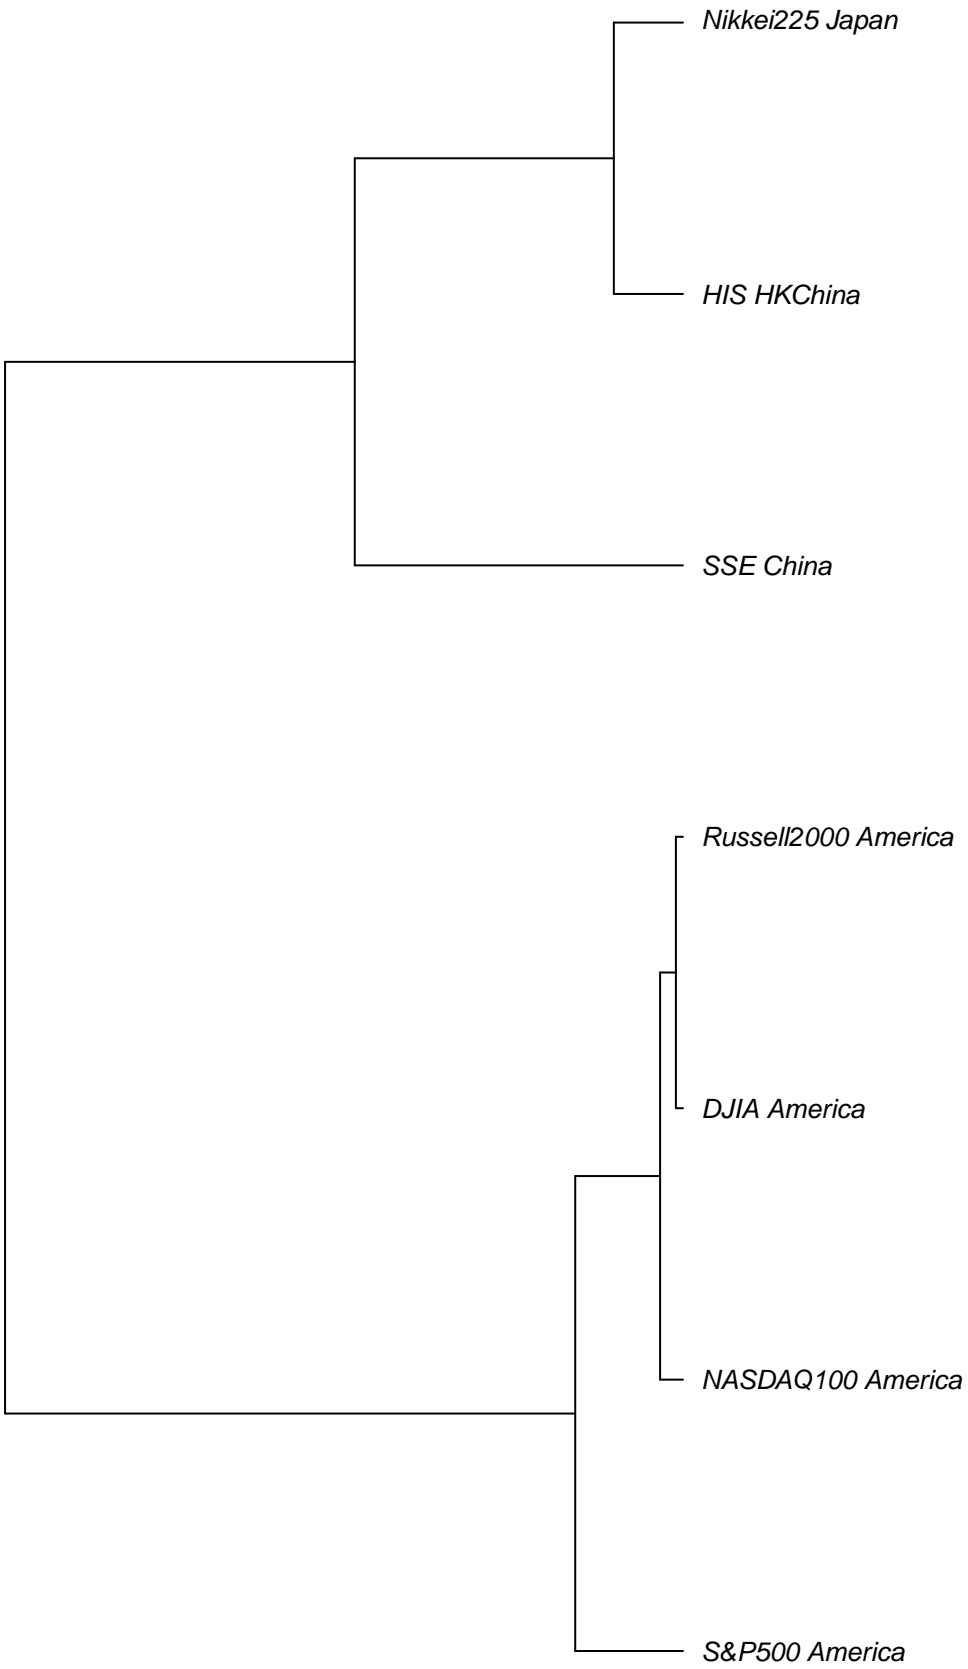 Nikkei225 Japan
HIS HKChina
SSE China
Russell2000 America
DJIA America
NASDAQ100 America
S&P500 America